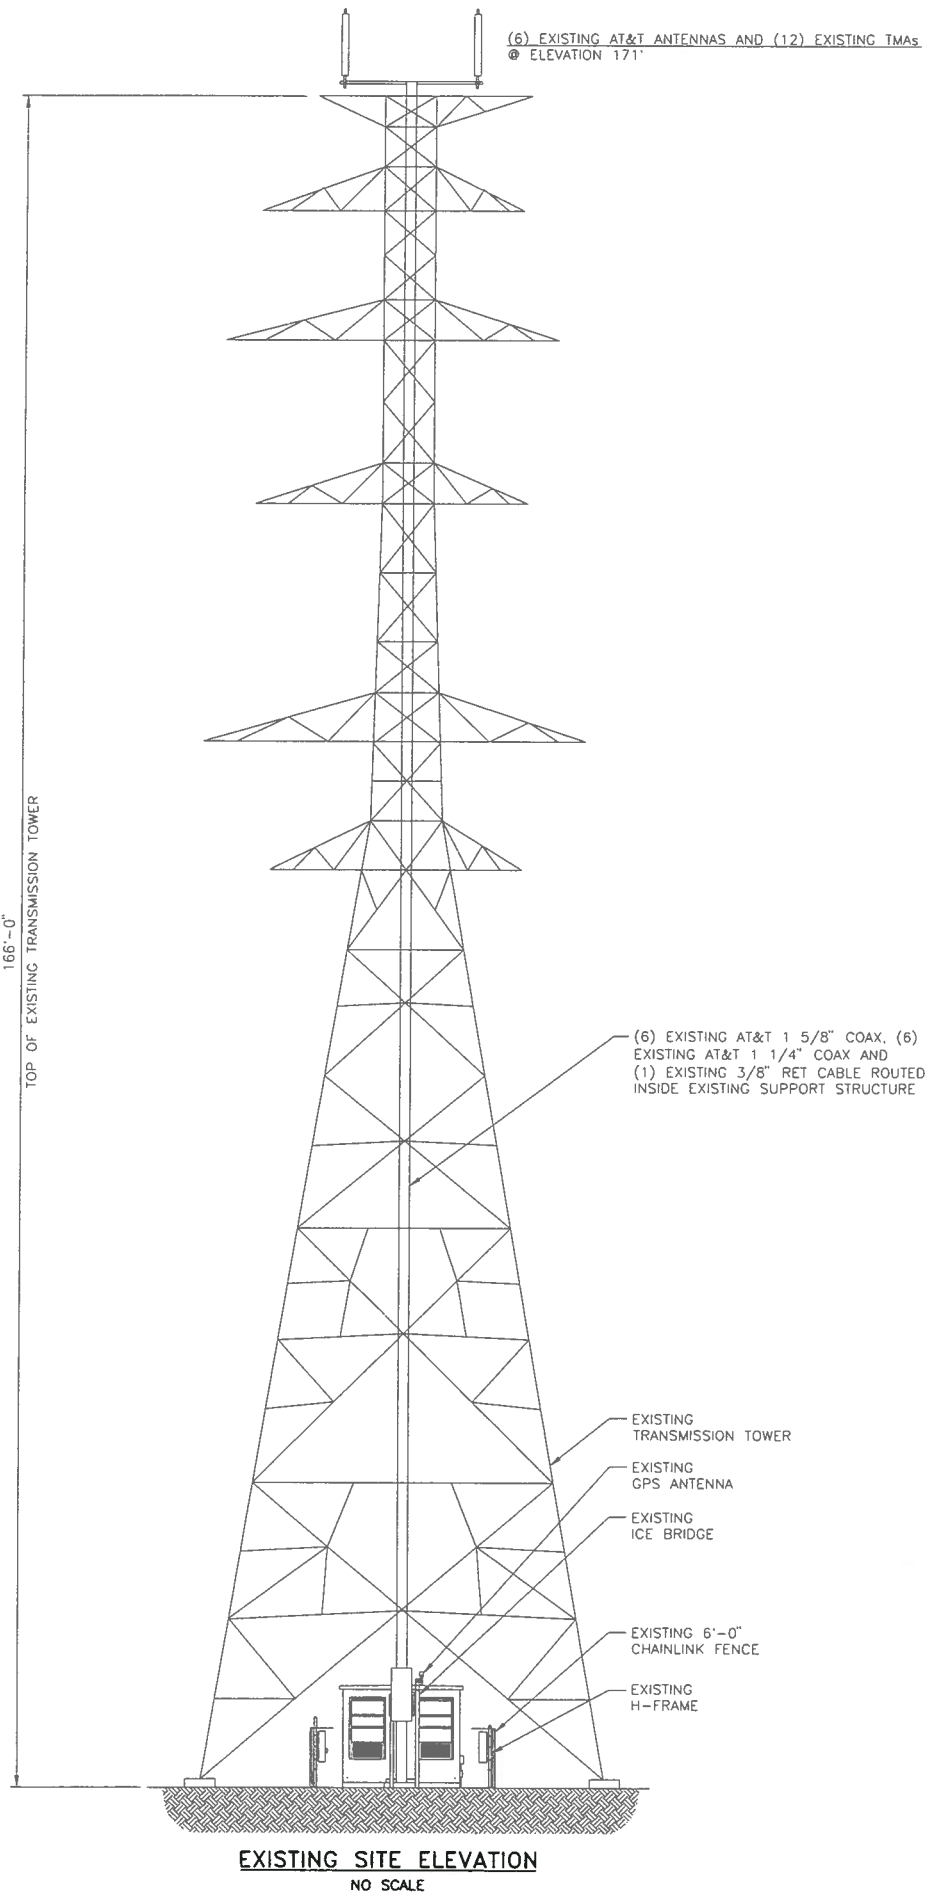 (6) EXISTING AT&T ANTENNAS AND (12) EXISTING TMAs
@ ELEVATION 171'
166'-0"
TOP OF EXISTING TRANSMISSION TOWER
(6) EXISTING AT&T 1 5/8" COAX, (6)
EXISTING AT&T 1 1/4" COAX AND
(1) EXISTING 3/8" RET CABLE ROUTED
INSIDE EXISTING SUPPORT STRUCTURE
EXISTING
TRANSMISSION TOWER
EXISTING
GPS ANTENNA
EXISTING
ICE BRIDGE
EXISTING 6'-0"
CHAINLINK FENCE
EXISTING
H-FRAME
EXISTING SITE ELEVATION
NO SCALE